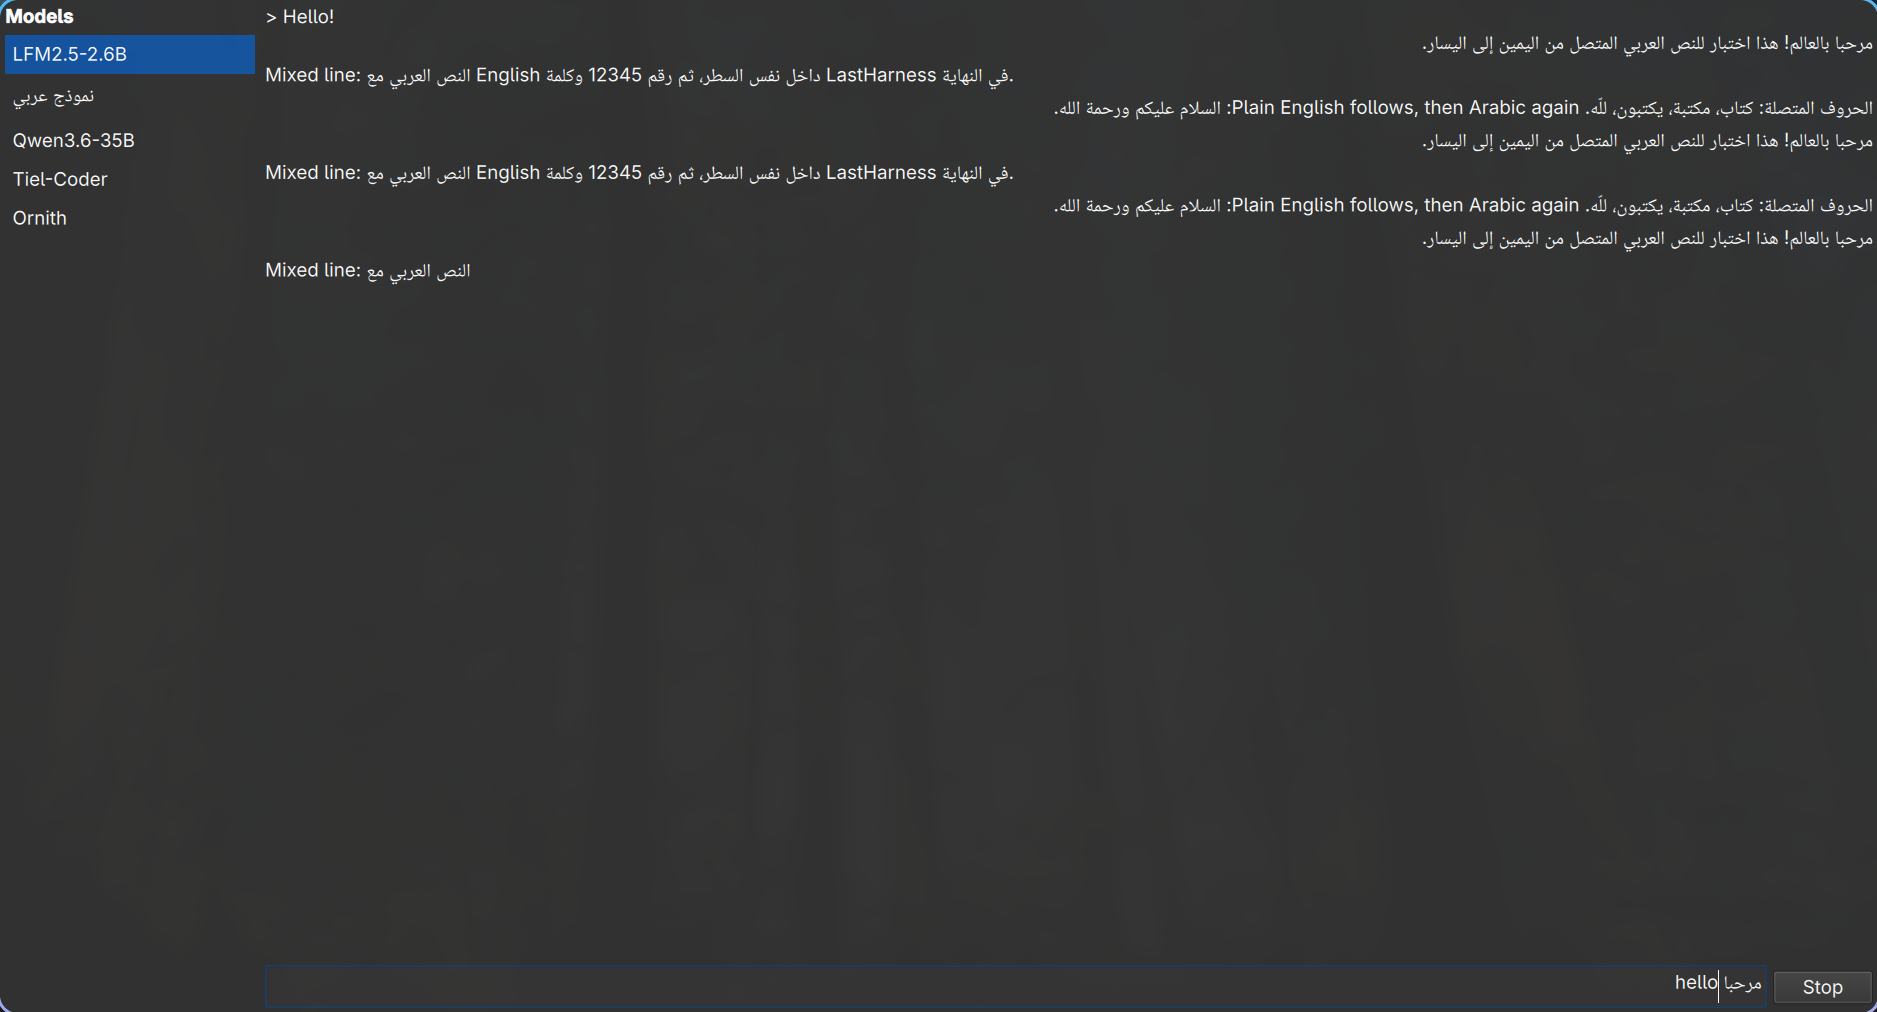 Models
LFM2.5-2.6B
نموذج عربي
Qwen3.6-35B
Tiel-Coder
Ornith
> Hello!
مرحبا بالعالم! هذا اختبار للنص العربي المتصل من اليمين إلى اليسار.
Mixed line: النص العربي مع English وكلمة 12345 داخل نفس السطر، ثم رقم LastHarness في النهاية.
الحروف المتصلة: كتاب، مكتبة، يكتبون، للّه. Plain English follows, then Arabic again: السلام عليكم ورحمة الله.
مرحبا بالعالم! هذا اختبار للنص العربي المتصل من اليمين إلى اليسار.
Mixed line: النص العربي مع English وكلمة 12345 داخل نفس السطر، ثم رقم LastHarness في النهاية.
الحروف المتصلة: كتاب، مكتبة، يكتبون، للّه. Plain English follows, then Arabic again: السلام عليكم ورحمة الله.
مرحبا بالعالم! هذا اختبار للنص العربي المتصل من اليمين إلى اليسار.
Mixed line: النص العربي مع
مرحبا hello
Stop